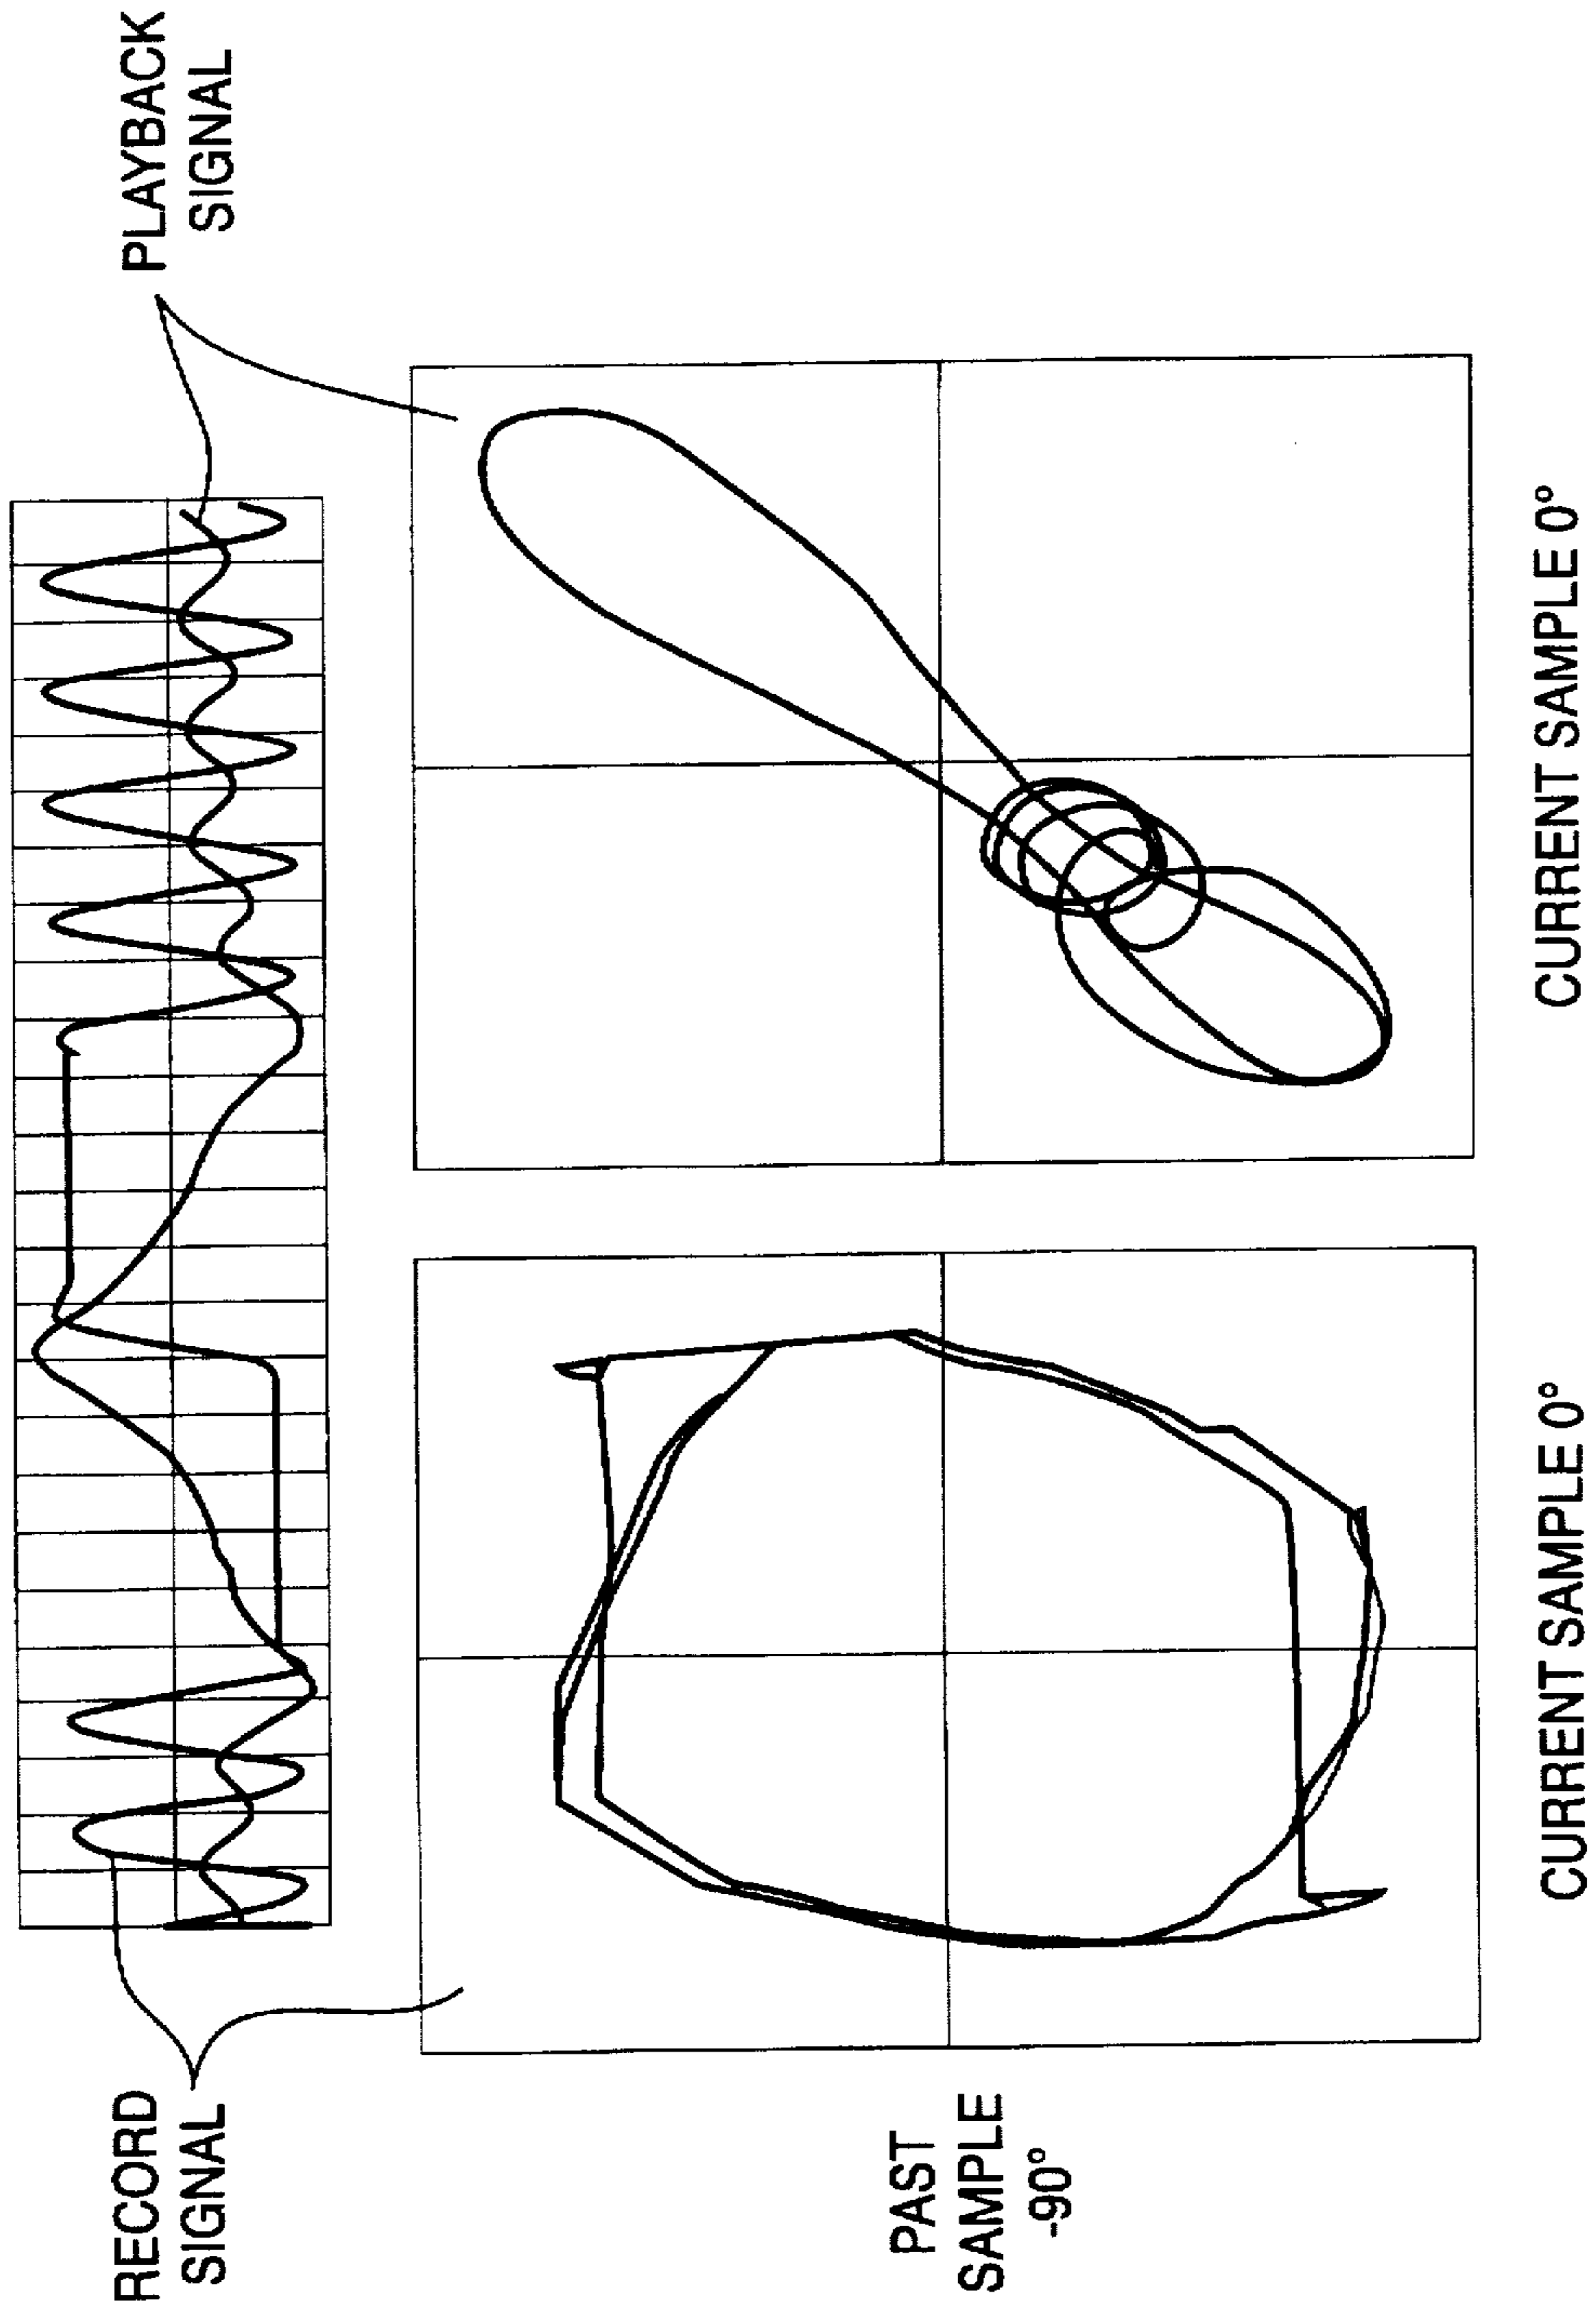 PLAYBACK
SIGNAL
RECORD
SIGNAL
PAST
SAMPLE
-90°
CURRENT SAMPLE 0°
CURRENT SAMPLE 0°